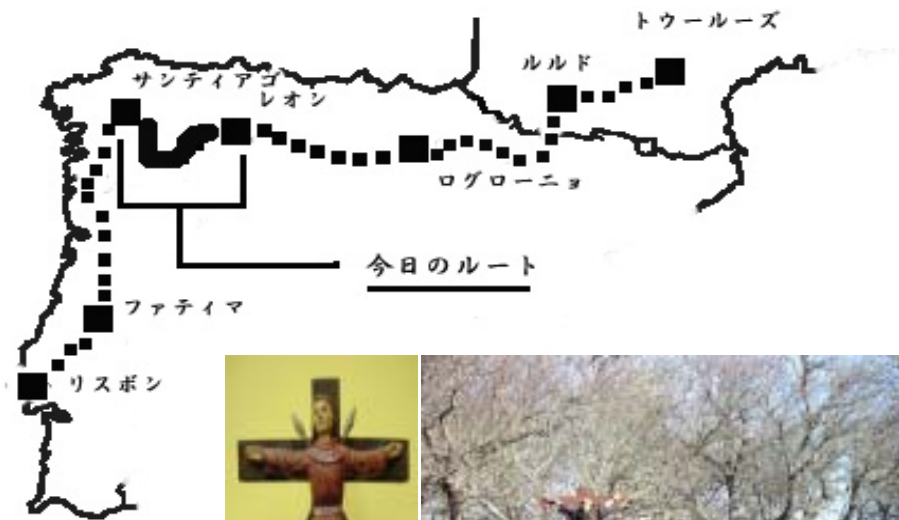 トウールーズ
ルルド
サンティアゴ
レオン
ログローニョ
今日のルート
ファティマ
リスボン